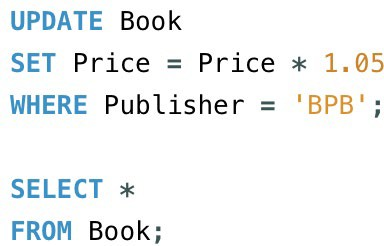 UPDATE Book
SET Price = Price * 1.05
WHERE Publisher = 'BPB';
SELECT *
FROM Book;